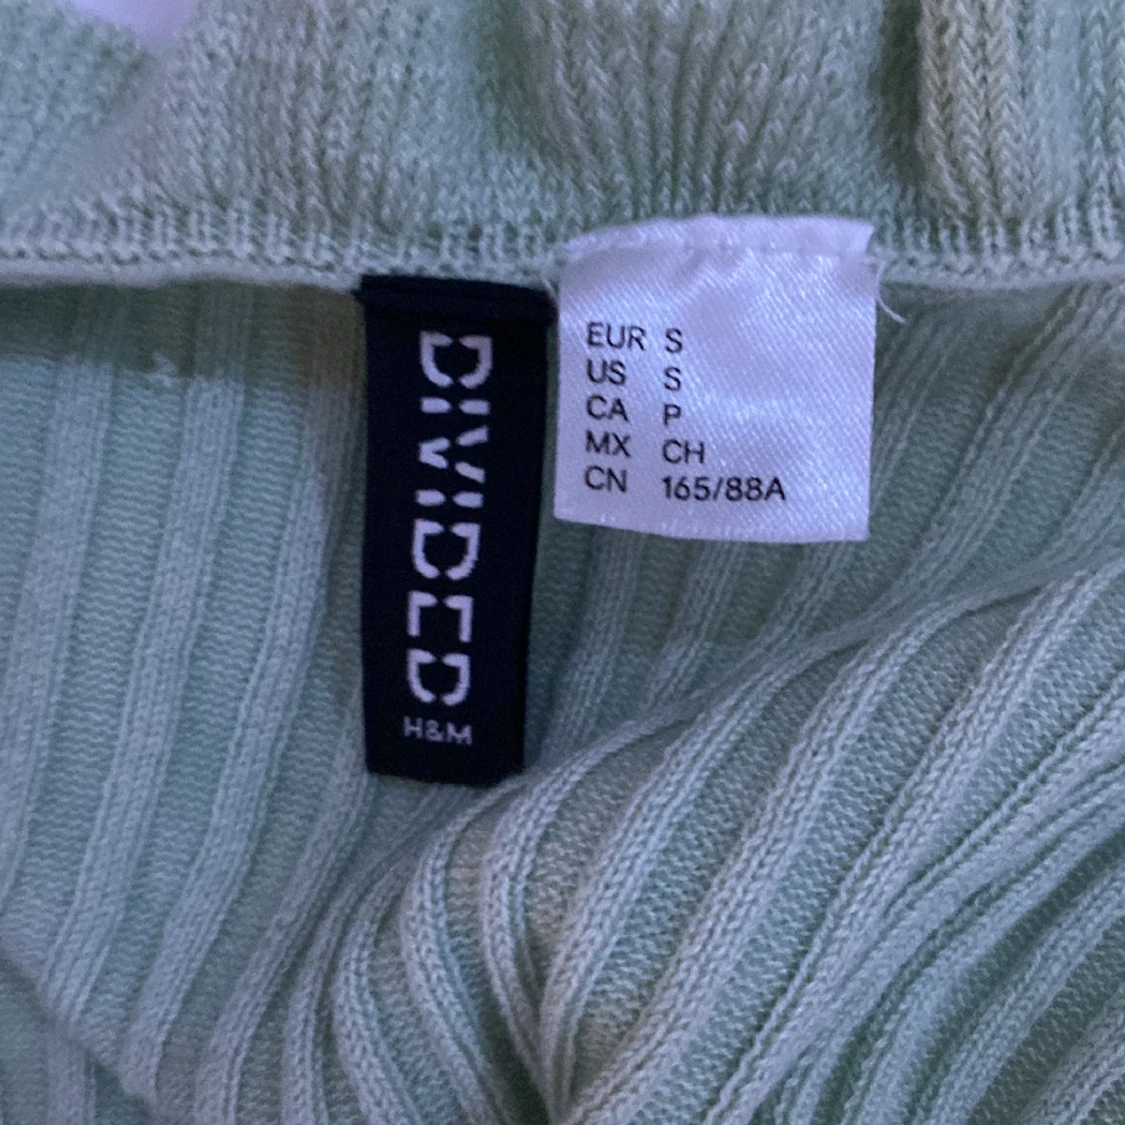 DIVIDED
H&M
EUR S
US S
CA P
MX CH
CN 165/88A